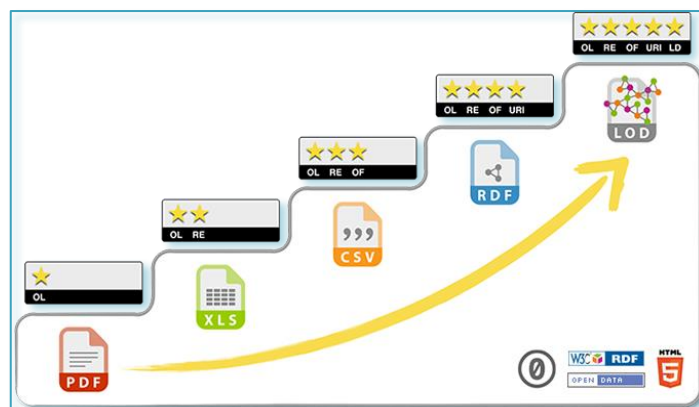 OL RE OF URI LD
LOD
OL RE OF URI
RDF
OL RE OF
CSV
OL RE
XLS
OL
PDF
0
W3C RDF
OPEN DATA
HTML
5